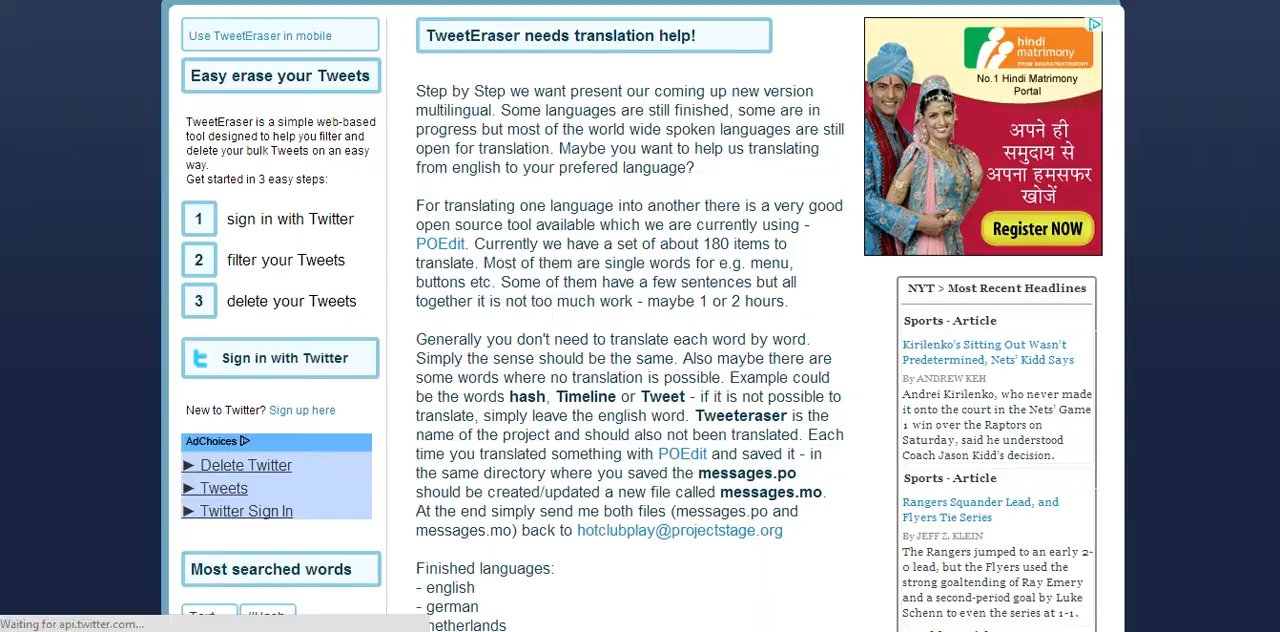 Use TweetEraser in mobile
Easy erase your Tweets
TweetEraser is a simple web-based
tool designed to help you filter and
delete your bulk Tweets on an easy
way.
Get started in 3 easy steps:
1 sign in with Twitter
2 filter your Tweets
3 delete your Tweets
Sign in with Twitter
New to Twitter? Sign up here
AdChoices
► Delete Twitter
► Tweets
► Twitter Sign In
Most searched words
TweetEraser needs translation help!
Step by Step we want present our coming up new version
multilingual. Some languages are still finished, some are in
progress but most of the world wide spoken languages are still
open for translation. Maybe you want to help us translating
from english to your prefered language?
For translating one language into another there is a very good
open source tool available which we are currently using -
POEdit. Currently we have a set of about 180 items to
translate. Most of them are single words for e.g. menu,
buttons etc. Some of them have a few sentences but all
together it is not too much work - maybe 1 or 2 hours.
Generally you don't need to translate each word by word.
Simply the sense should be the same. Also maybe there are
some words where no translation is possible. Example could
be the words hash, Timeline or Tweet - if it is not possible to
translate, simply leave the english word. Tweeteraser is the
name of the project and should also not been translated. Each
time you translated something with POEdit and saved it - in
the same directory where you saved the messages.po
should be created/updated a new file called messages.mo.
At the end simply send me both files (messages.po and
messages.mo) back to hotclubplay@projectstage.org
Finished languages:
- english
- german
netherlands
hindi
matrimony
FROM BHARATMATRIMONY
No.1 Hindi Matrimony
Portal
अपने ही
समुदाय से
अपना हमसफर
खोजें
Register NOW
NYT > Most Recent Headlines
Sports - Article
Kirilenko's Sitting Out Wasn't
Predetermined, Nets' Kidd Says
By ANDREW KEH
Andrei Kirilenko, who never made
it onto the court in the Nets' Game
1 win over the Raptors on
Saturday, said he understood
Coach Jason Kidd's decision.
Sports - Article
Rangers Squander Lead, and
Flyers Tie Series
By JEFF Z. KLEIN
The Rangers jumped to an early 2-
0 lead, but the Flyers used the
strong goaltending of Ray Emery
and a second-period goal by Luke
Schenn to even the series at 1-1.
Waiting for api.twitter.com...